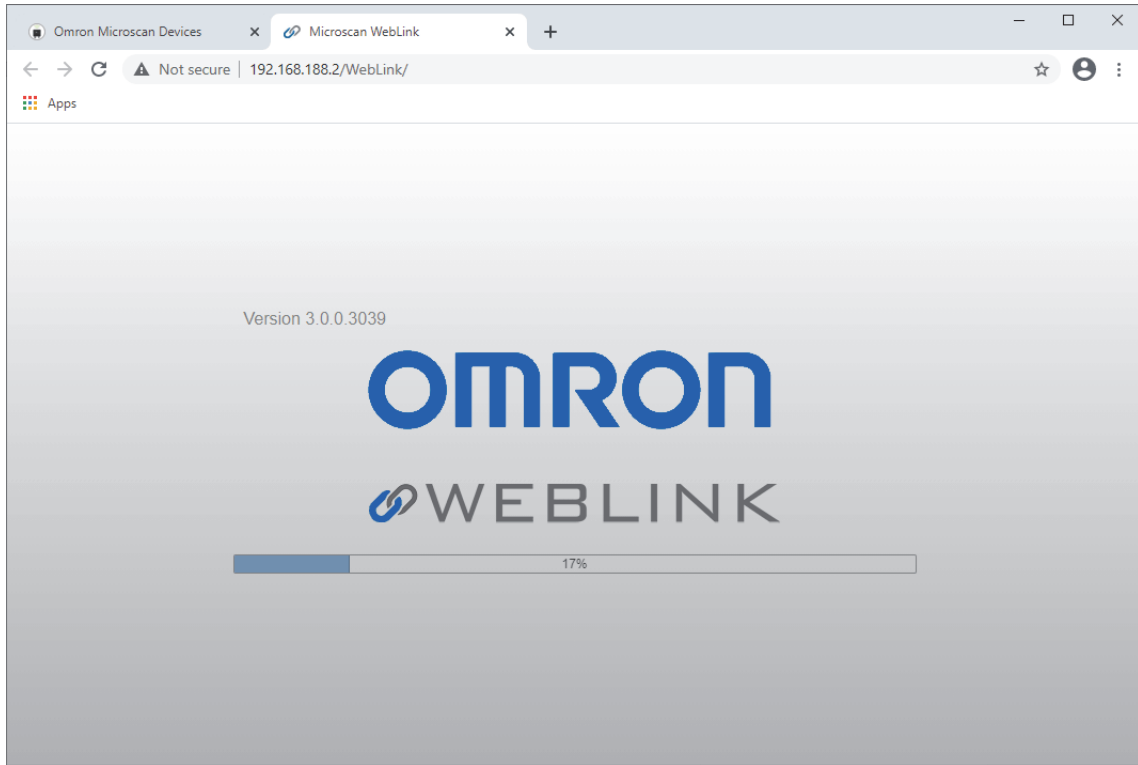 Omron Microscan Devices
Microscan WebLink
Not secure | 192.168.188.2/WebLink/
Apps
Version 3.0.0.3039
OMRON
WEBLINK
17%